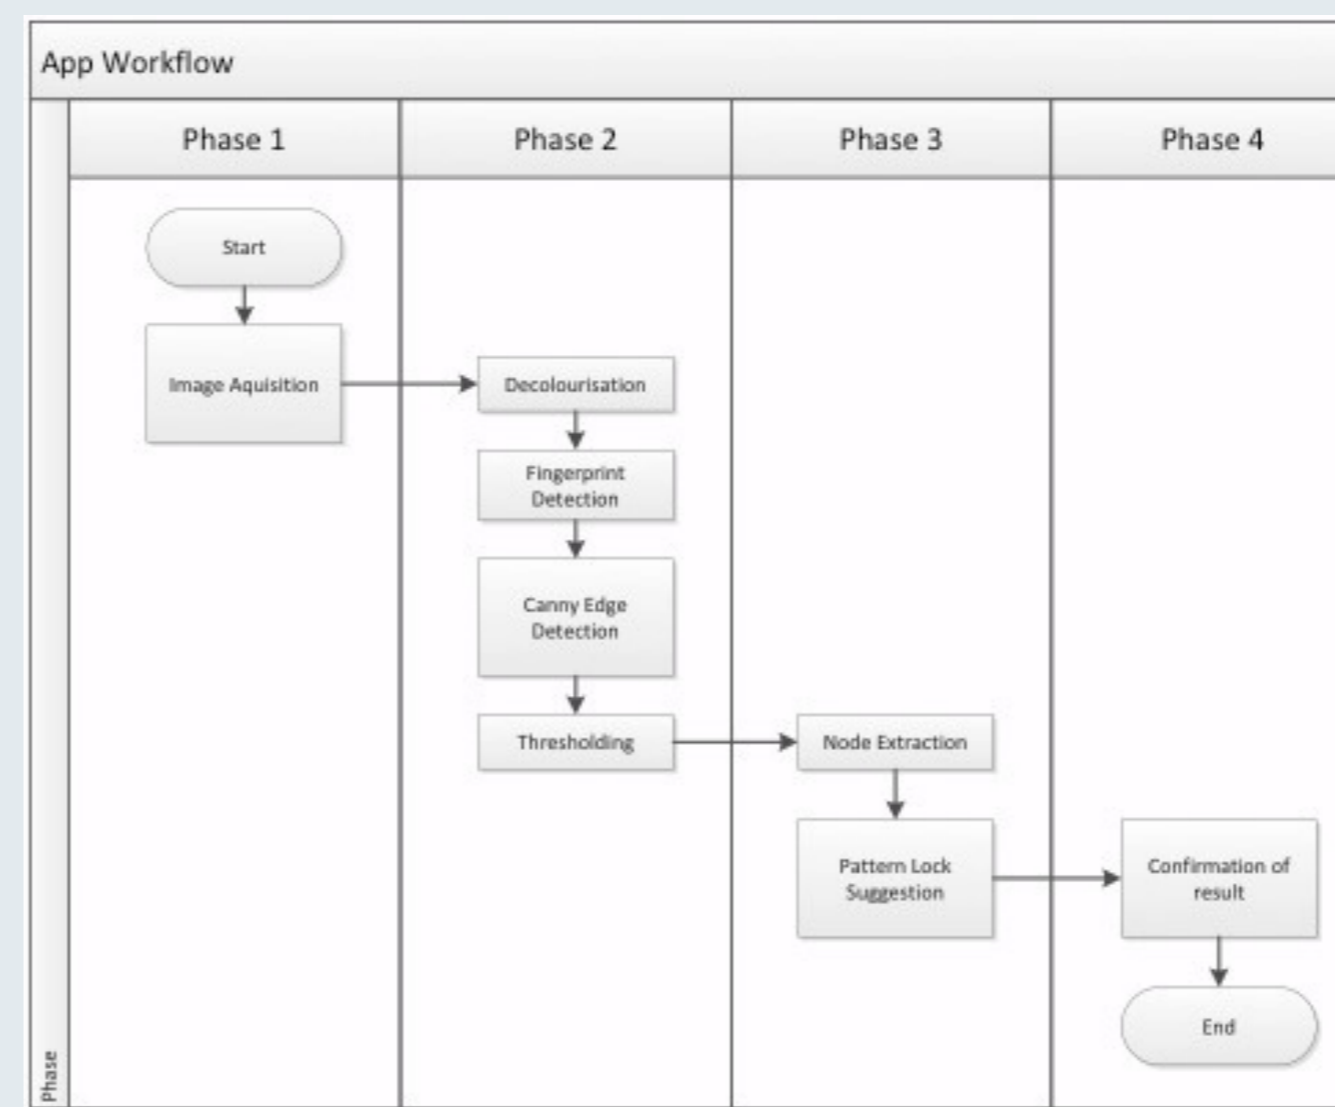 App Workflow
Phase 1
Phase 2
Phase 3
Phase 4
Start
Image Aquisition
Decolourisation
Fingerprint
Detection
Canny Edge
Detection
Thresholding
Node Extraction
Pattern Lock
Suggestion
Confirmation of
result
End
Phase